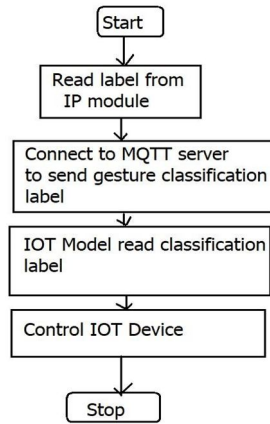 Start
Read label from
IP module
Connect to MQTT server
to send gesture classification
label
IOT Model read classification
label
Control IOT Device
Stop